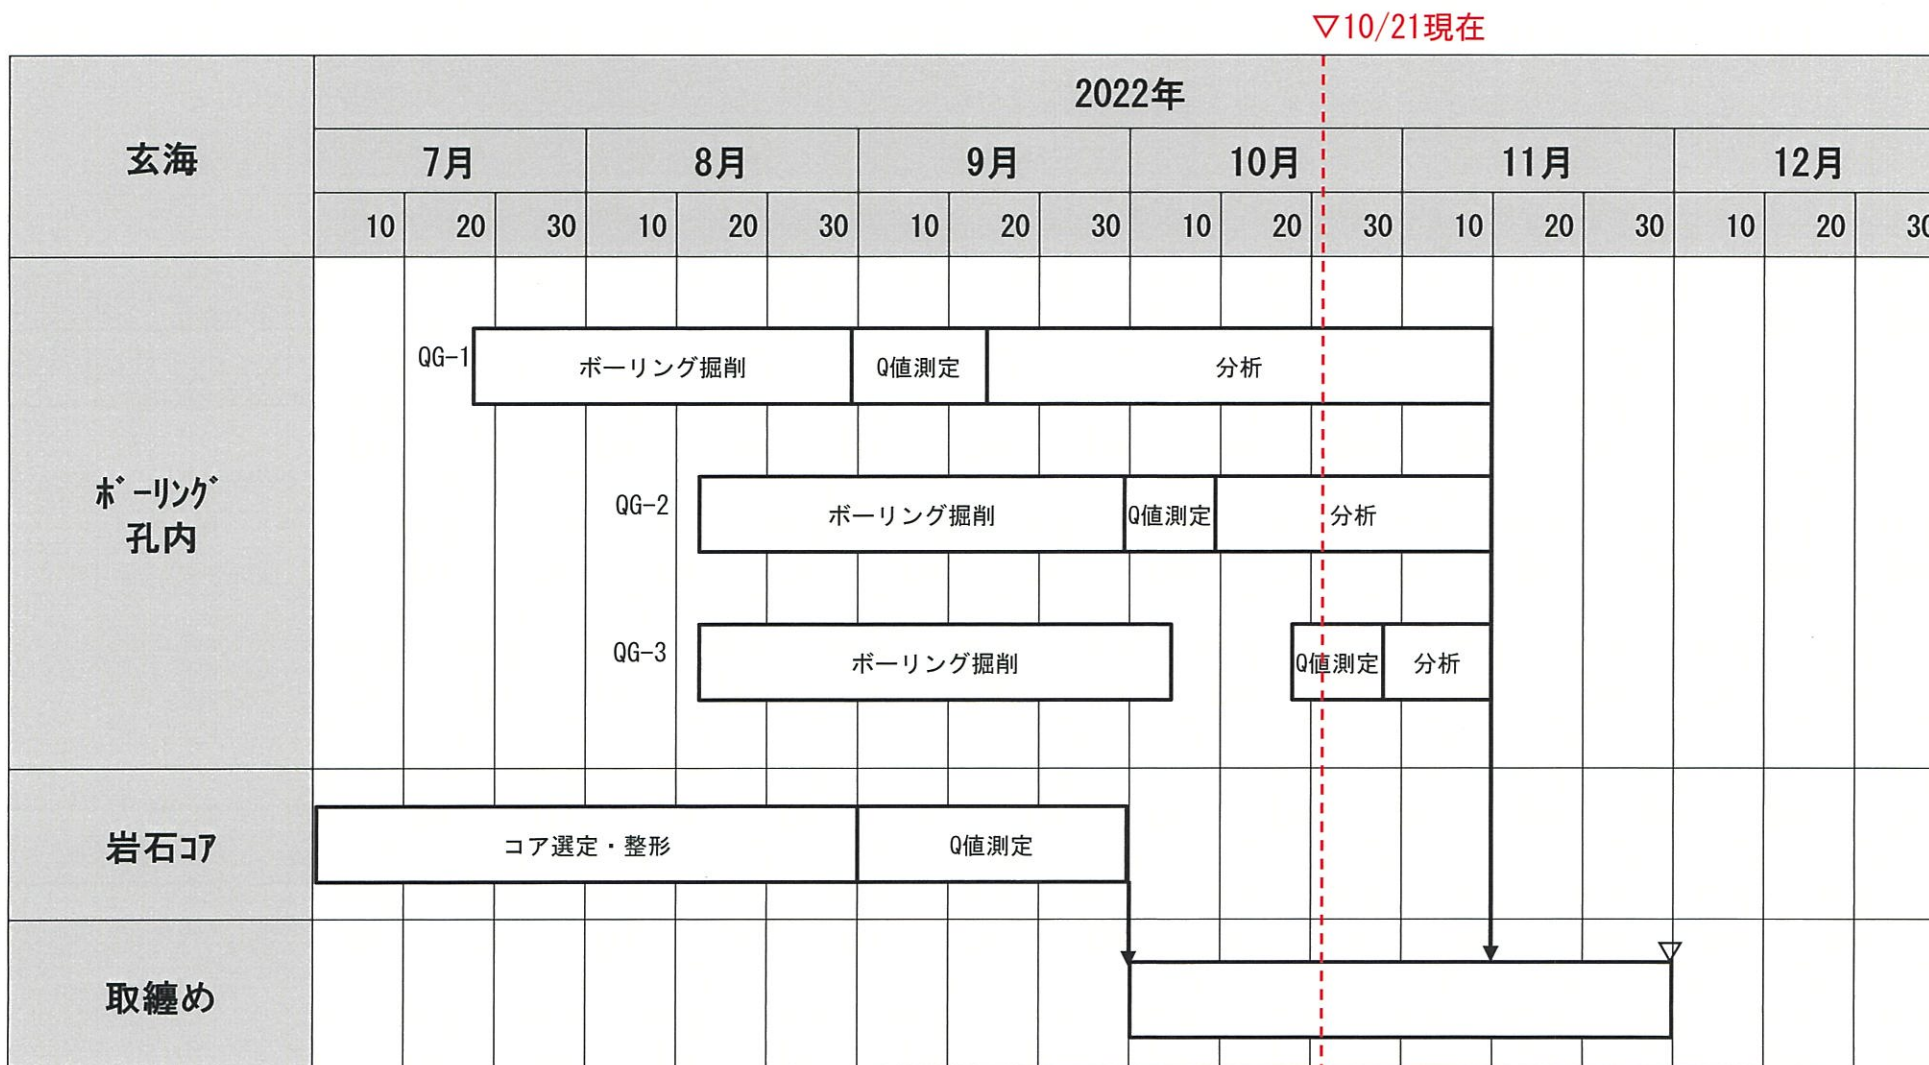 ▽10/21現在
玄海
2022年
7月 8月 9月 10月 11月 12月
10 20 30 10 20 30 10 20 30 10 20 30 10 20 30 10 20 30
ﾎﾞｰﾘﾝｸﾞ
孔内
QG-1 ボーリング掘削 Q値測定 分析
QG-2 ボーリング掘削 Q値測定 分析
QG-3 ボーリング掘削 Q値測定 分析
岩石ｺｱ
コア選定・整形 Q値測定
取纏め